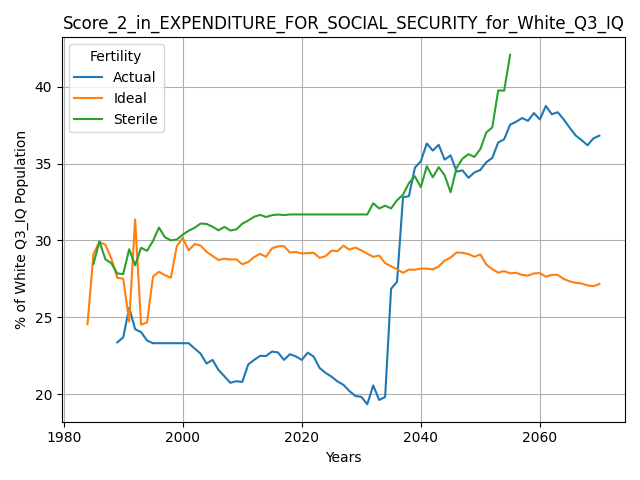 Score_2_in_EXPENDITURE_FOR_SOCIAL_SECURITY_for_White_Q3_IQ
Fertility
Actual
Ideal
Sterile
% of White Q3_IQ Population
40
35
30
25
20
1980
2000
2020
2040
2060
Years